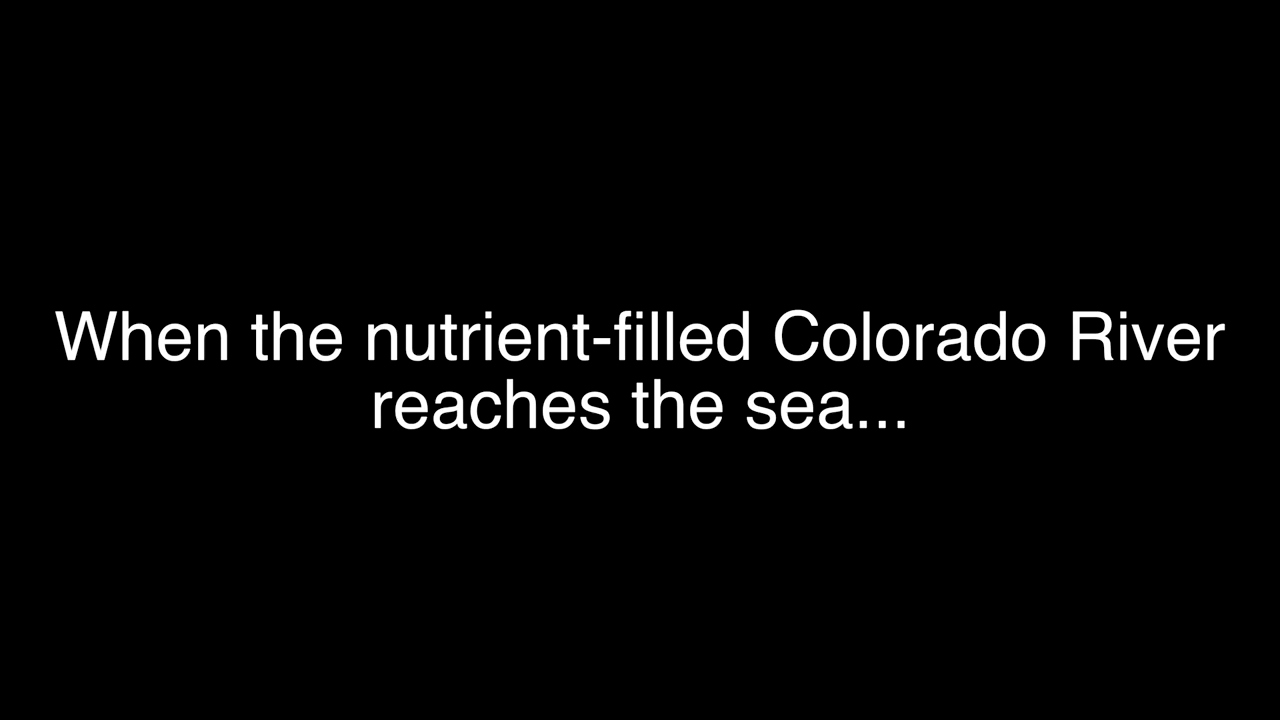 When the nutrient-filled Colorado River
reaches the sea...